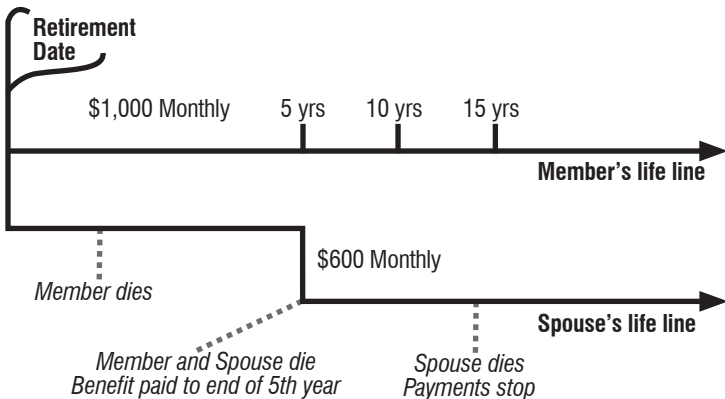 Retirement
Date
$1,000 Monthly
5 yrs
10 yrs
15 yrs
Member's life line
$600 Monthly
Member dies
Spouse's life line
Member and Spouse die
Benefit paid to end of 5th year
Spouse dies
Payments stop